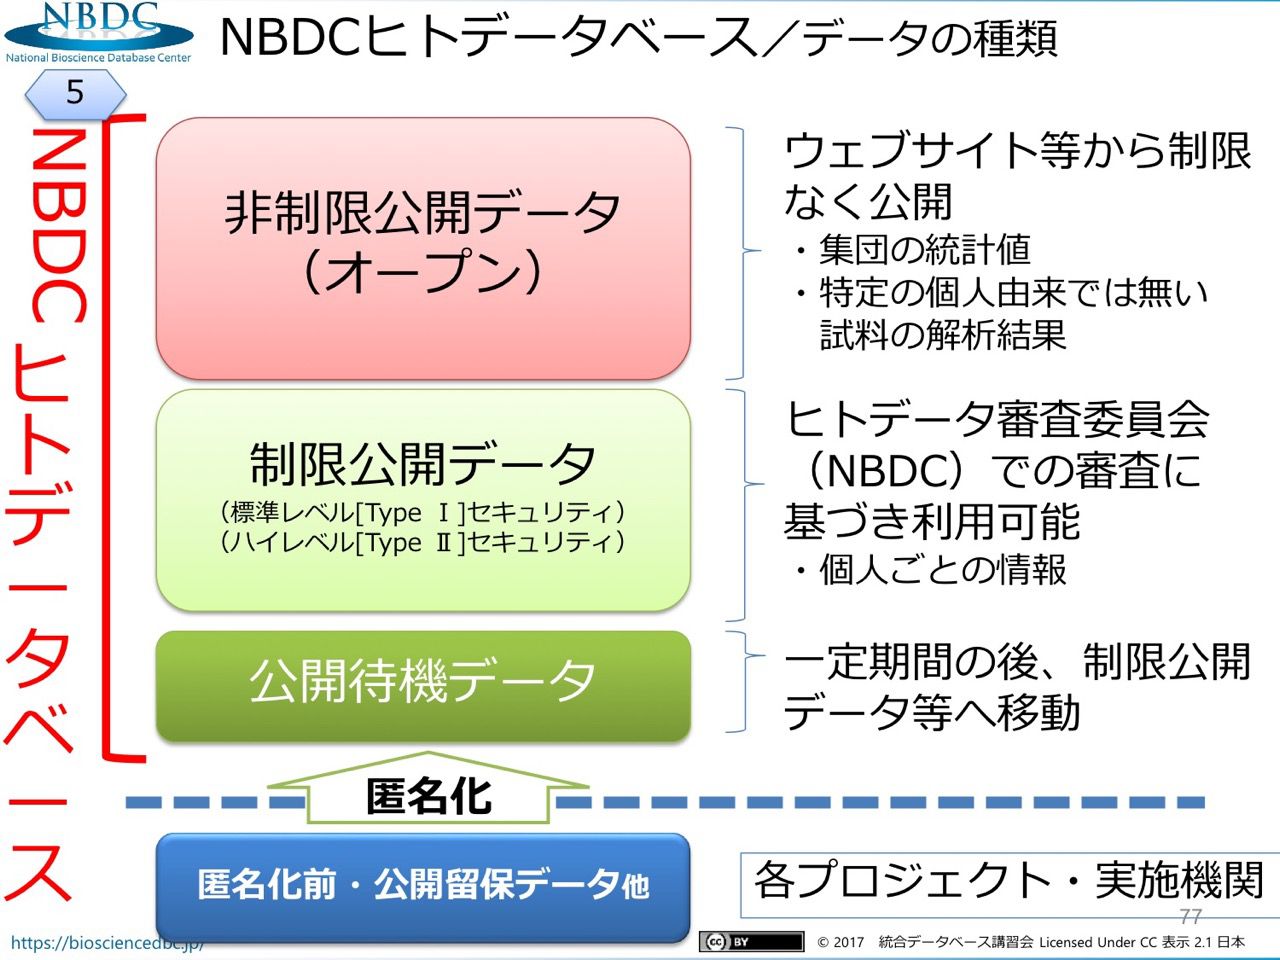 NBDC
National Bioscience Database Center
NBDCヒトデータベース／データの種類
5
NBDCヒトデータベース
非制限公開データ
（オープン）
ウェブサイト等から制限
なく公開
・集団の統計値
・特定の個人由来では無い
試料の解析結果
制限公開データ
（標準レベル[Type Ⅰ]セキュリティ）
（ハイレベル[Type Ⅱ]セキュリティ）
ヒトデータ審査委員会
（NBDC）での審査に
基づき利用可能
・個人ごとの情報
公開待機データ
一定期間の後、制限公開
データ等へ移動
匿名化
匿名化前・公開留保データ他
各プロジェクト・実施機関
77
https://biosciencedbc.jp/
cc BY
© 2017 統合データベース講習会 Licensed Under CC 表示 2.1 日本